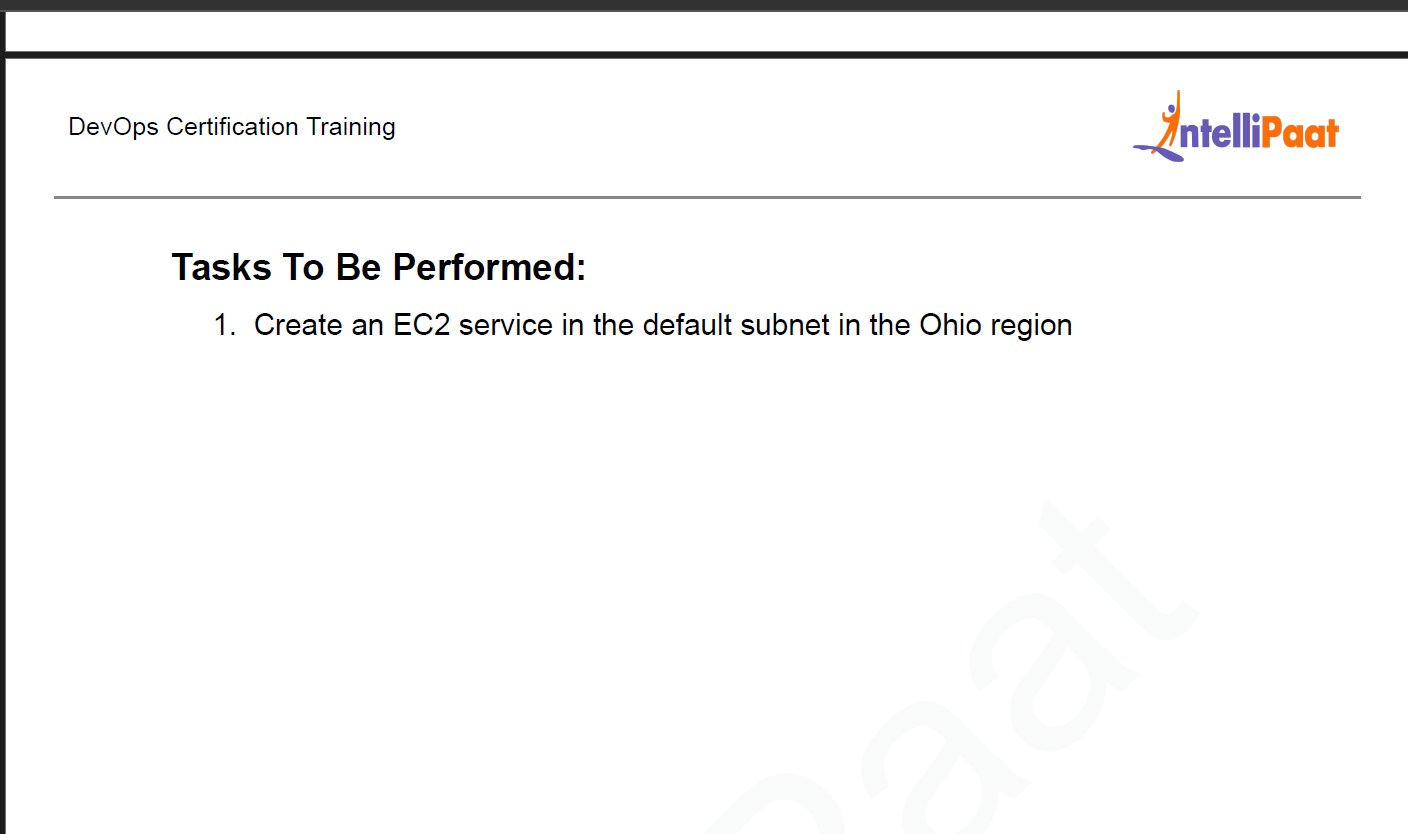 DevOps Certification Training
IntelliPaat
Tasks To Be Performed:
1. Create an EC2 service in the default subnet in the Ohio region
Paat